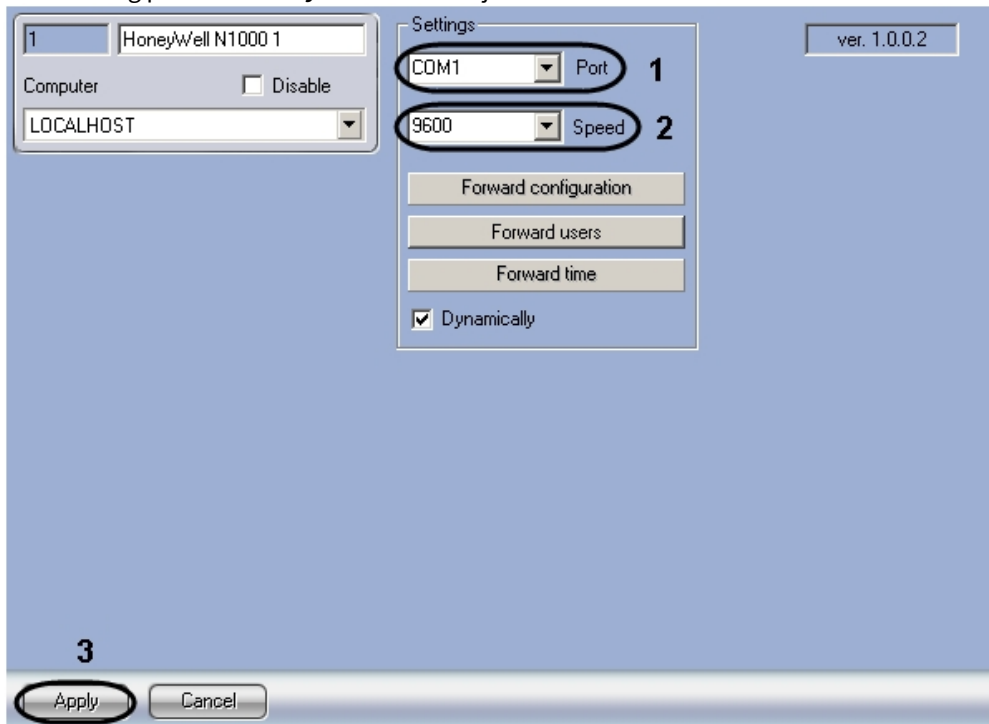 1
HoneyWell N1000 1
Computer
Disable
LOCALHOST
Settings
COM1
Port
1
9600
Speed
2
Forward configuration
Forward users
Forward time
Dynamically
ver. 1.0.0.2
3
Apply
Cancel